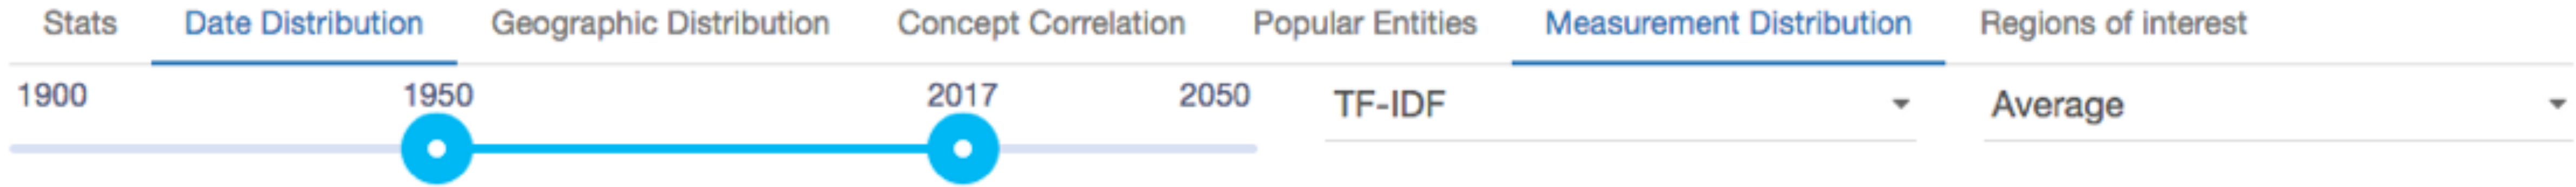 Stats Date Distribution Geographic Distribution Concept Correlation Popular Entities Measurement Distribution Regions of interest
1900 1950 2017 2050 TF-IDF Average